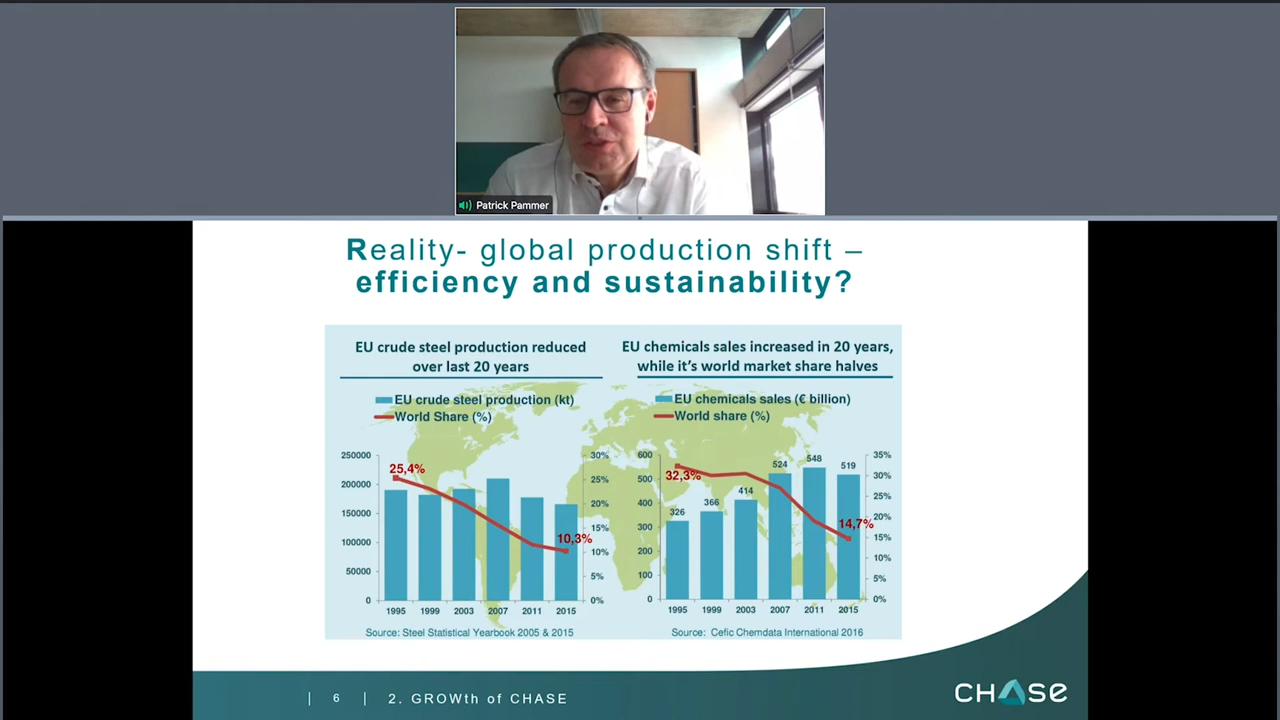 Patrick Pammer
Reality- global production shift –
efficiency and sustainability?
EU crude steel production reduced
over last 20 years
EU crude steel production (kt)
World Share (%)
250000
200000
150000
100000
50000
0
30%
25%
20%
15%
10%
5%
0%
25,4%
10,3%
1995 1999 2003 2007 2011 2015
Source: Steel Statistical Yearbook 2005 & 2015
EU chemicals sales increased in 20 years,
while it's world market share halves
EU chemicals sales (€ billion)
World share (%)
600
500
400
300
200
100
0
35%
30%
25%
20%
15%
10%
5%
0%
32,3%
14,7%
326 366 414 524 548 519
1995 1999 2003 2007 2011 2015
Source: Cefic Chemdata International 2016
| 6 | 2. GROWth of CHASE
CHASE